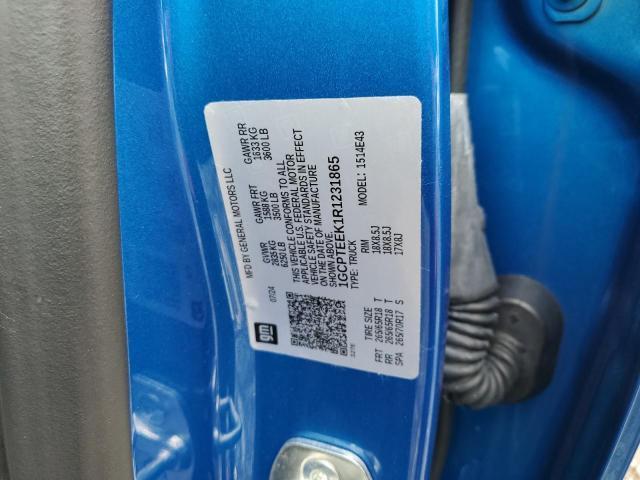 MFD BY GENERAL MOTORS LLC
07/24
GVWR
2835 KG
6250 LB
GAWR FRT
1588 KG
3500 LB
GAWR RR
1633 KG
3600 LB
THIS VEHICLE CONFORMS TO ALL
APPLICABLE U.S. FEDERAL MOTOR
VEHICLE SAFETY STANDARDS IN EFFECT
ON THE DATE OF MANUFACTURE
SHOWN ABOVE.
1GCPTEEK1R1231865
TYPE: TRUCK
MODEL: 1514E43
gm
TIRE SIZE RIM
FRT 265/65R18 T 18X8.5J
RR 265/65R18 T 18X8.5J
SPA 265/70R17 S 17X8J